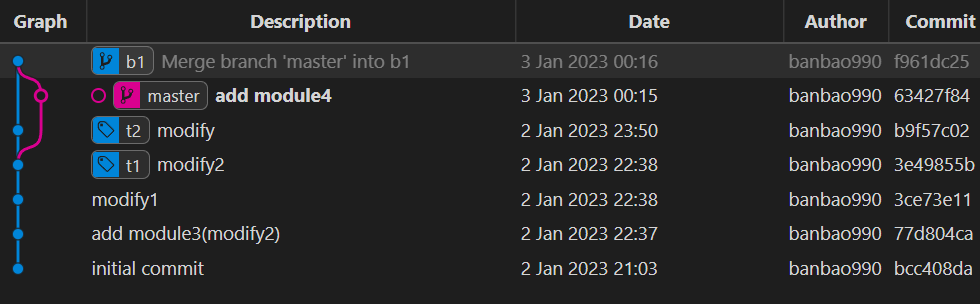 Graph Description Date Author Commit
b1 Merge branch 'master' into b1 3 Jan 2023 00:16 banbao990 f961dc25
master add module4 3 Jan 2023 00:15 banbao990 63427f84
t2 modify 2 Jan 2023 23:50 banbao990 b9f57c02
t1 modify2 2 Jan 2023 22:38 banbao990 3e49855b
modify1 2 Jan 2023 22:38 banbao990 3ce73e11
add module3(modify2) 2 Jan 2023 22:37 banbao990 77d804ca
initial commit 2 Jan 2023 21:03 banbao990 bcc408da